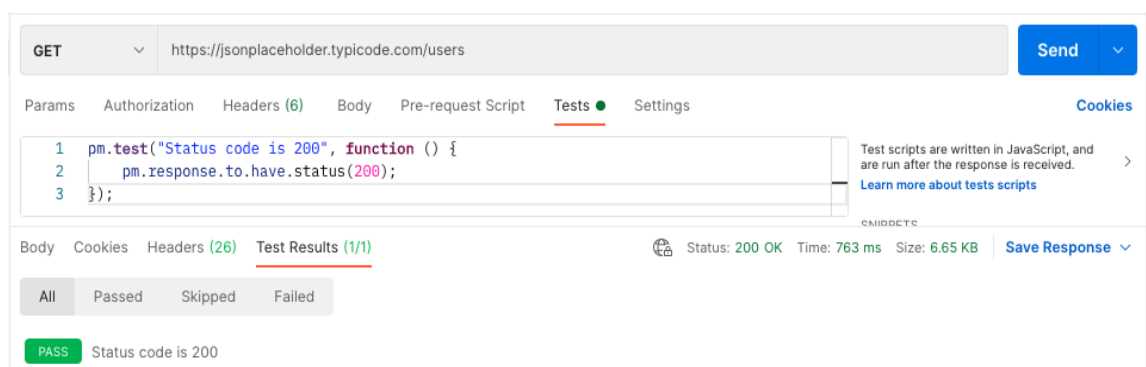 GET https://jsonplaceholder.typicode.com/users Send
Params Authorization Headers (6) Body Pre-request Script Tests Settings Cookies
1 pm.test("Status code is 200", function () {
2 pm.response.to.have.status(200);
3 });
Test scripts are written in JavaScript, and
are run after the response is received.
Learn more about tests scripts
SNIPPETS
Body Cookies Headers (26) Test Results (1/1) Status: 200 OK Time: 763 ms Size: 6.65 KB Save Response
All Passed Skipped Failed
PASS Status code is 200